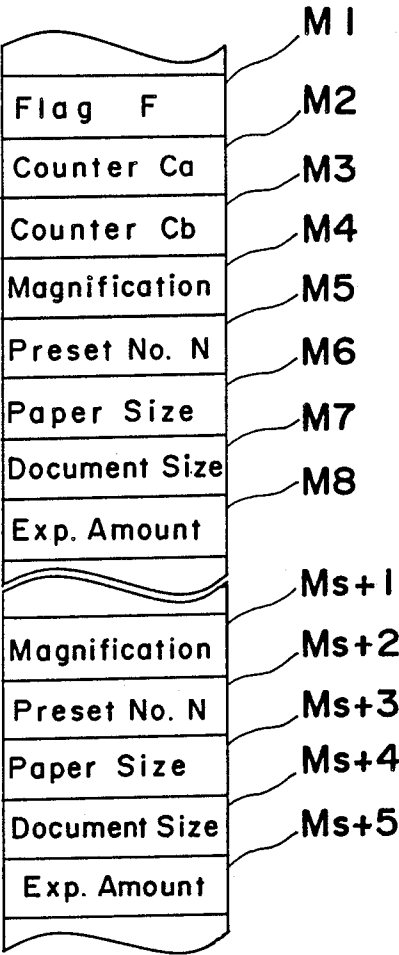 M1
Flag F
M2
Counter Ca
M3
Counter Cb
M4
Magnification
M5
Preset No. N
M6
Paper Size
M7
Document Size
M8
Exp. Amount
Ms+1
Magnification
Ms+2
Preset No. N
Ms+3
Paper Size
Ms+4
Document Size
Ms+5
Exp. Amount